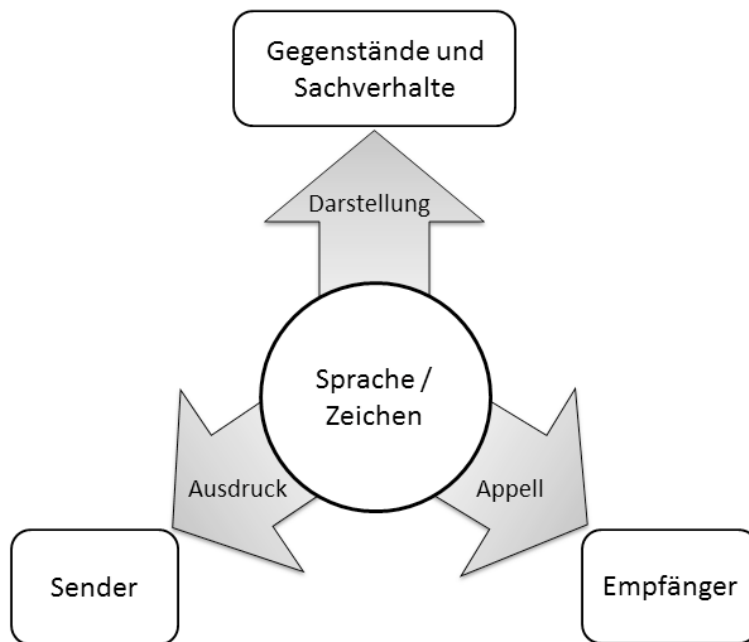 Gegenstände und
Sachverhalte
Darstellung
Sprache /
Zeichen
Ausdruck
Appell
Sender
Empfänger